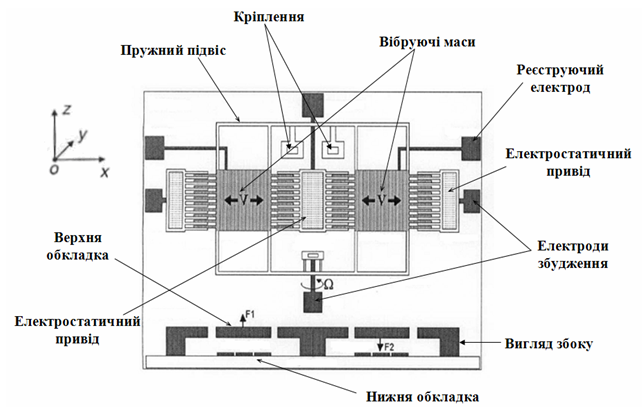 Кріплення
Пружний підвіс
Вібруючі маси
Реєструючий
електрод
z
y
o
x
Електростатичний
привід
V
V
Верхня
обкладка
Електроди
збудження
Ω
Електростатичний
привід
F1
F2
Вигляд збоку
Нижня обкладка